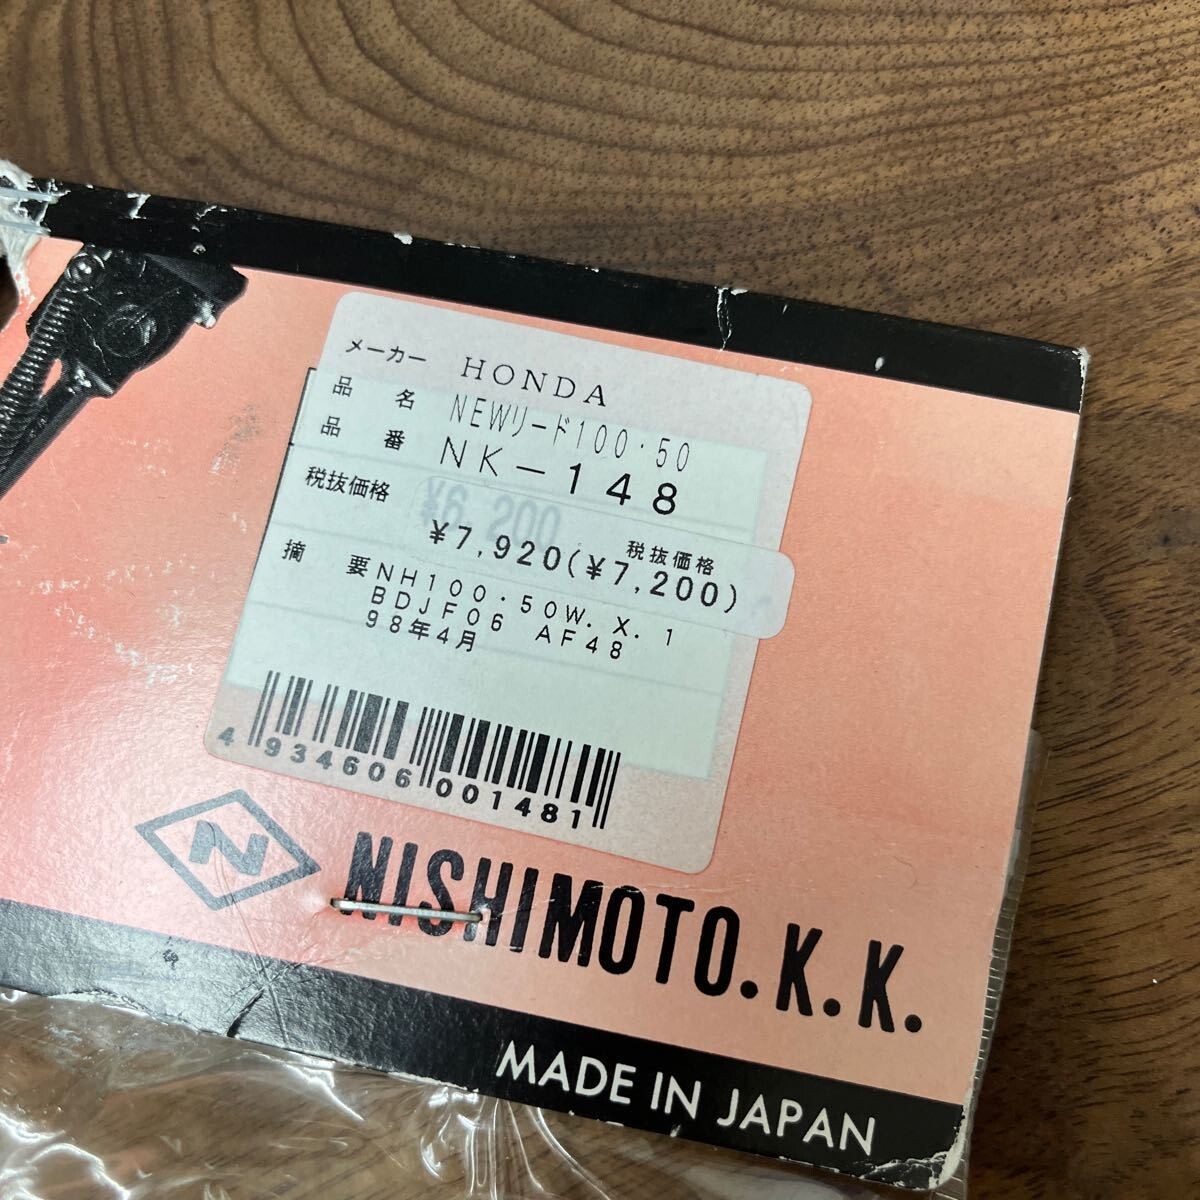 メーカー HONDA
品名 NEWリード100・50
品番 NK－148
税抜価格 ¥6,200
¥7,920(税抜価格 ¥7,200)
摘要 NH100・50W．X．1
BDJF06 AF48
98年4月
4 934606 001481
N
NISHIMOTO.K.K.
MADE IN JAPAN